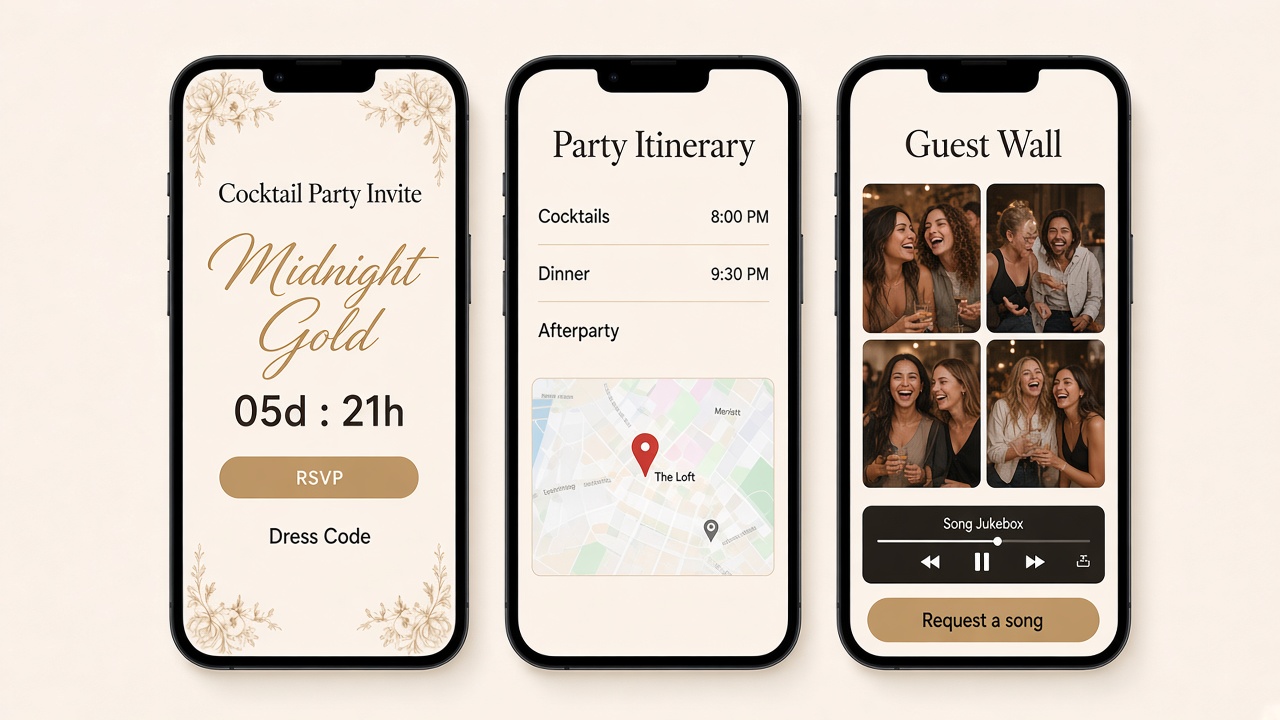 Cocktail Party Invite
Midnight
Gold
05d : 21h
RSVP
Dress Code
Party Itinerary
Cocktails 8:00 PM
Dinner 9:30 PM
Afterparty
The Loft
Guest Wall
Song Jukebox
Request a song